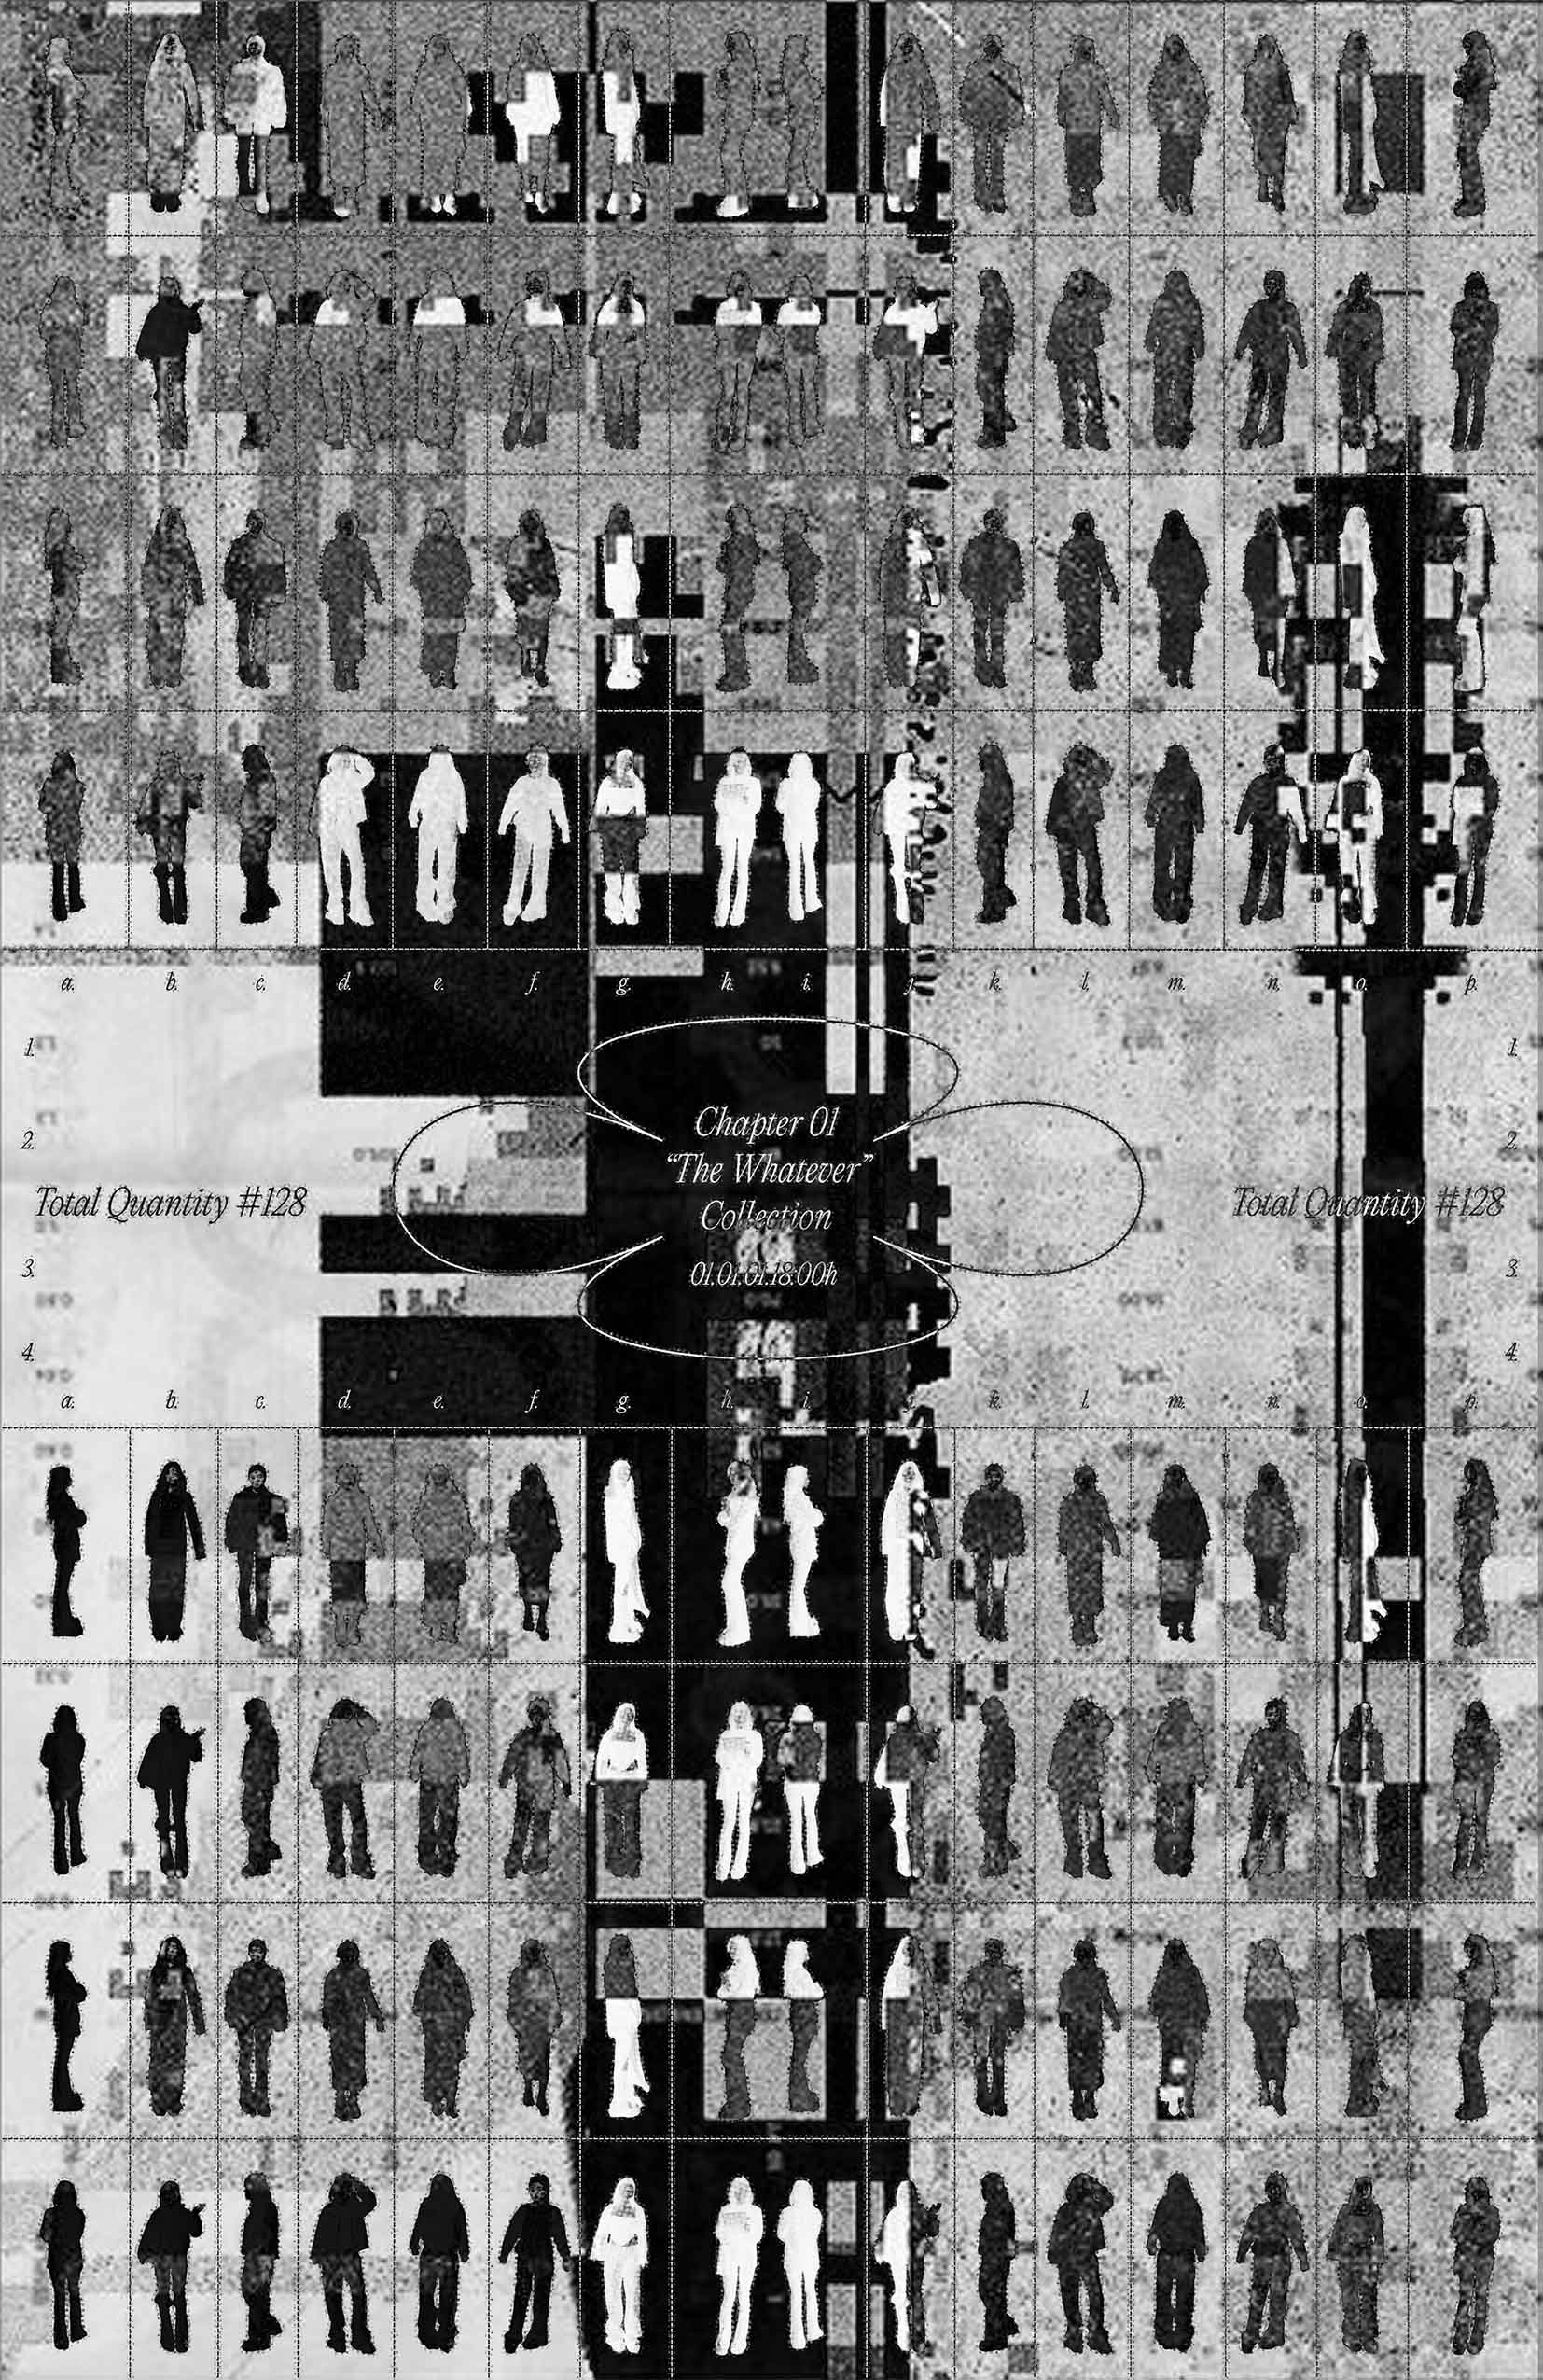 a. b. c. d. e. f. g. h. i. j. k. l. m. n. o. p.
1. 1.
Chapter 01
2. 2.
“The Whatever”
Total Quantity #128 Total Quantity #128
Collection
3. 01.01.01.18:00h 3.
4. 4.
a. b. c. d. e. f. g. h. i. j. k. l. m. n. o. p.